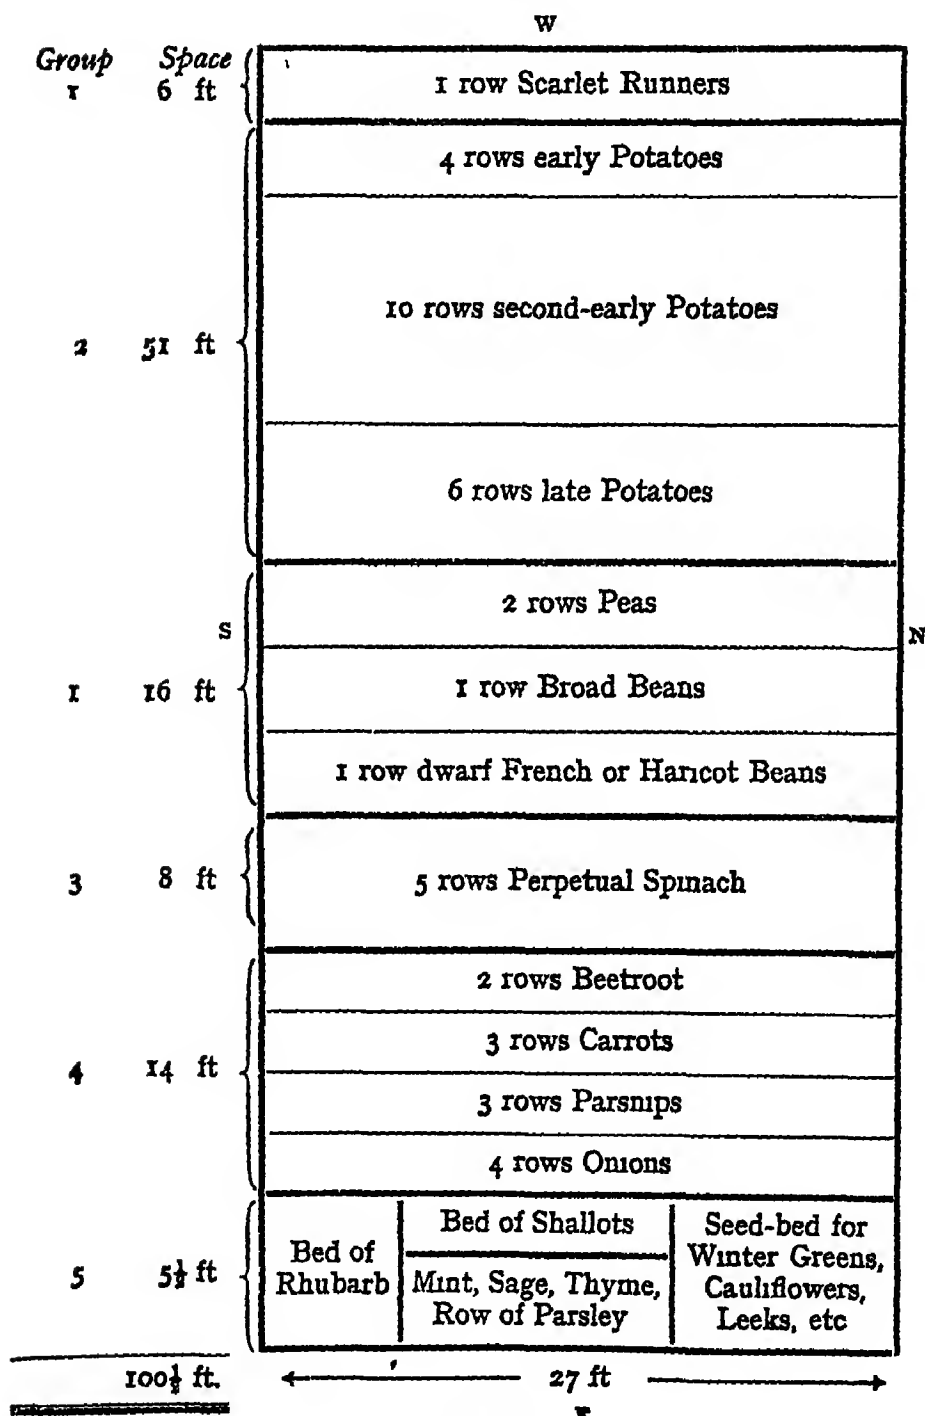 W
Group Space
1 6 ft
1 row Scarlet Runners
4 rows early Potatoes
10 rows second-early Potatoes
2 51 ft
6 rows late Potatoes
2 rows Peas
S
N
1 16 ft
1 row Broad Beans
1 row dwarf French or Haricot Beans
3 8 ft
5 rows Perpetual Spinach
2 rows Beetroot
3 rows Carrots
4 14 ft
3 rows Parsnips
4 rows Onions
5 5½ ft
Bed of
Rhubarb
Bed of Shallots
Mint, Sage, Thyme,
Row of Parsley
Seed-bed for
Winter Greens,
Cauliflowers,
Leeks, etc
100½ ft.
27 ft